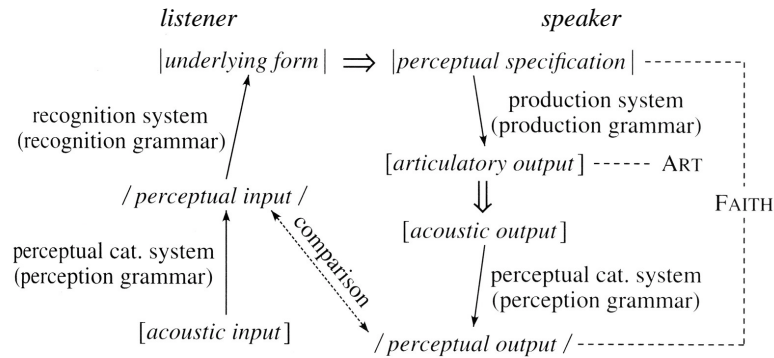 listener
speaker
|underlying form| ⇒ |perceptual specification|
recognition system
(recognition grammar)
production system
(production grammar)
[articulatory output]
ART
/perceptual input/
FAITH
[acoustic output]
comparison
perceptual cat. system
(perception grammar)
perceptual cat. system
(perception grammar)
[acoustic input]
/perceptual output/